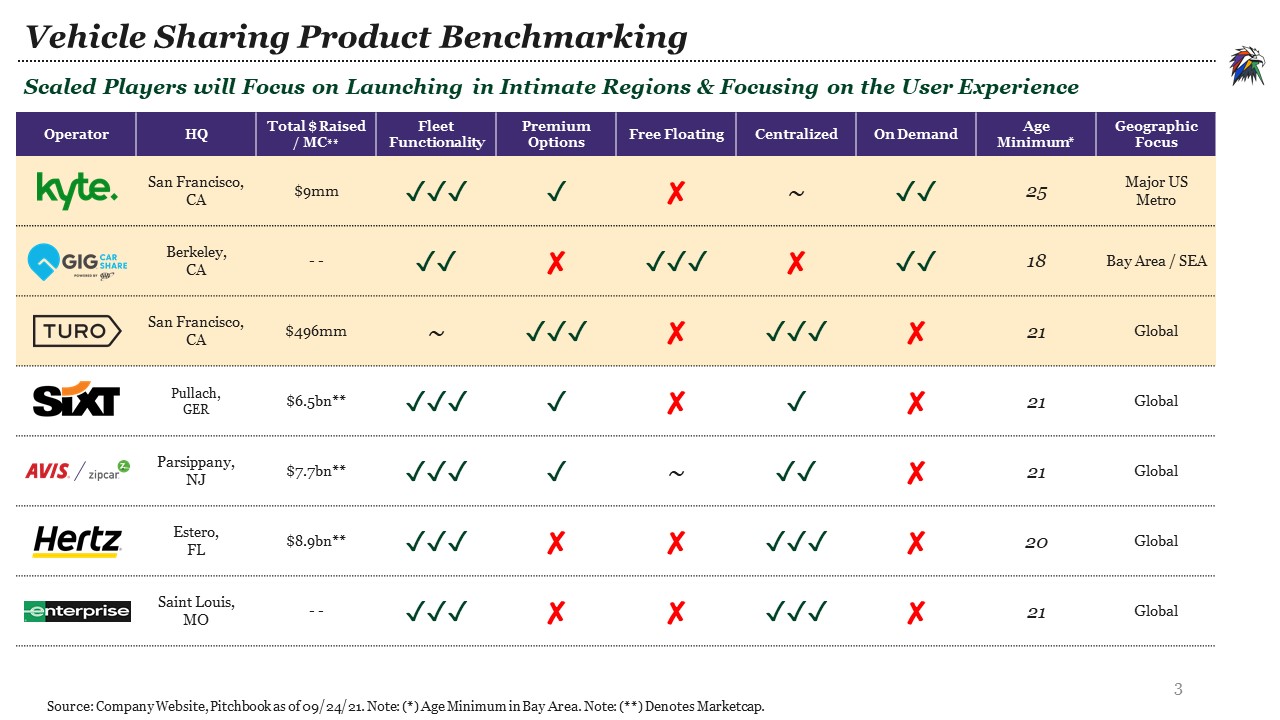 Vehicle Sharing Product Benchmarking
Scaled Players will Focus on Launching in Intimate Regions & Focusing on the User Experience
Operator HQ Total $ Raised / MC** Fleet Functionality Premium Options Free Floating Centralized On Demand Age Minimum* Geographic Focus
kyte. San Francisco, CA $9mm ✓✓✓ ✓ ✗ ~ ✓✓ 25 Major US Metro
GIG CAR SHARE POWERED BY Berkeley, CA -- ✓✓ ✗ ✓✓✓ ✗ ✓✓ 18 Bay Area / SEA
TURO San Francisco, CA $496mm ~ ✓✓✓ ✗ ✓✓✓ ✗ 21 Global
SiXT Pullach, GER $6.5bn** ✓✓✓ ✓ ✗ ✓ ✗ 21 Global
AVIS / zipcar Parsippany, NJ $7.7bn** ✓✓✓ ✓ ~ ✓✓ ✗ 21 Global
Hertz Estero, FL $8.9bn** ✓✓✓ ✗ ✗ ✓✓✓ ✗ 20 Global
enterprise Saint Louis, MO -- ✓✓✓ ✗ ✗ ✓✓✓ ✗ 21 Global
3
Source: Company Website, Pitchbook as of 09/24/21. Note: (*) Age Minimum in Bay Area. Note: (**) Denotes Marketcap.